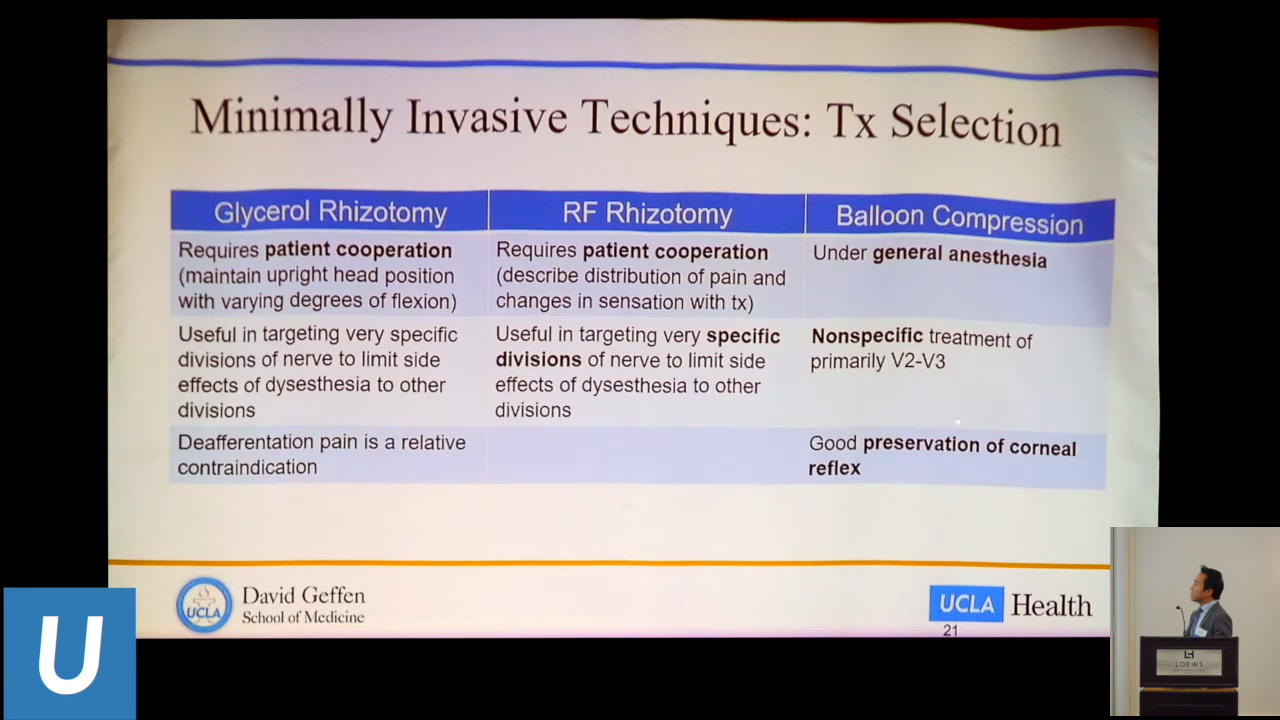 Minimally Invasive Techniques: Tx Selection
Glycerol Rhizotomy
RF Rhizotomy
Balloon Compression
Requires patient cooperation
(maintain upright head position
with varying degrees of flexion)
Requires patient cooperation
(describe distribution of pain and
changes in sensation with tx)
Under general anesthesia
Useful in targeting very specific
divisions of nerve to limit side
effects of dysesthesia to other
divisions
Useful in targeting very specific
divisions of nerve to limit side
effects of dysesthesia to other
divisions
Nonspecific treatment of
primarily V2-V3
Deafferentation pain is a relative
contraindication
Good preservation of corneal
reflex
UCLA
David Geffen
School of Medicine
UCLA Health
21
U
LOEWS